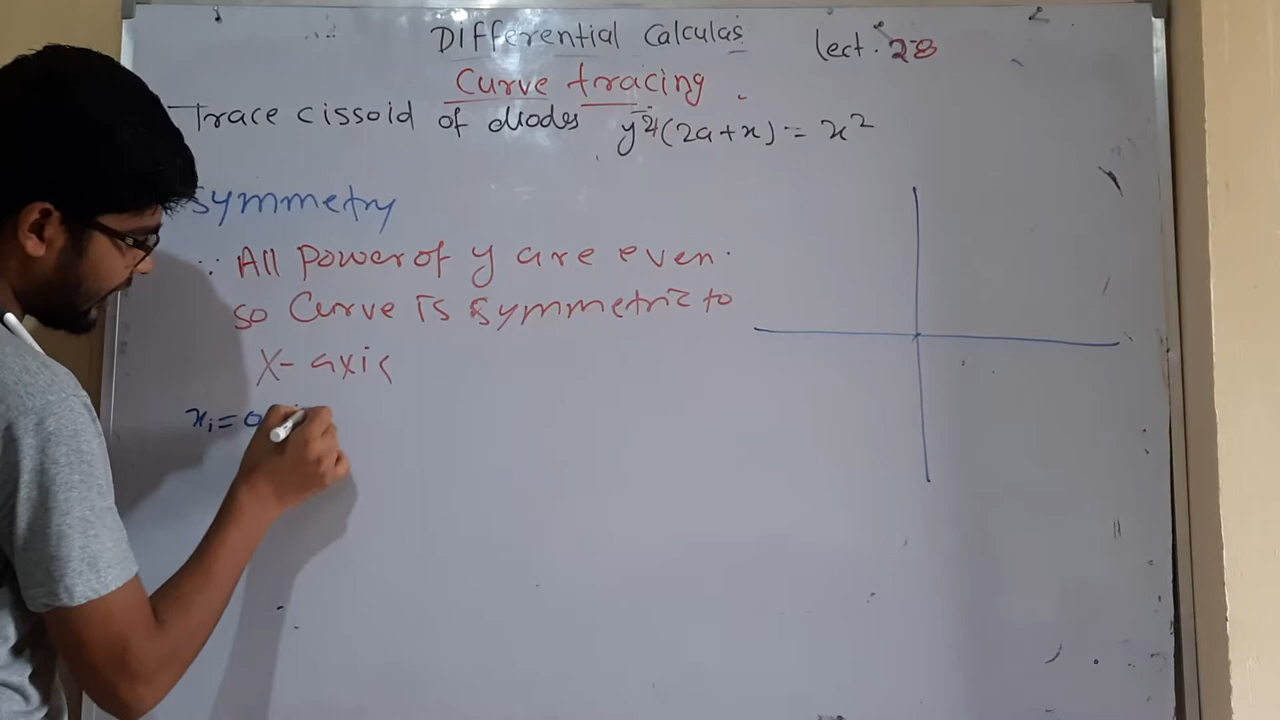 Differential Calculas
lect. 28
Curve tracing
Trace cissoid of diodes y²(2a+x) = x²
Symmetry
∵ All power of y are even.
so Curve is symmetric to
X-axis
x₁=0